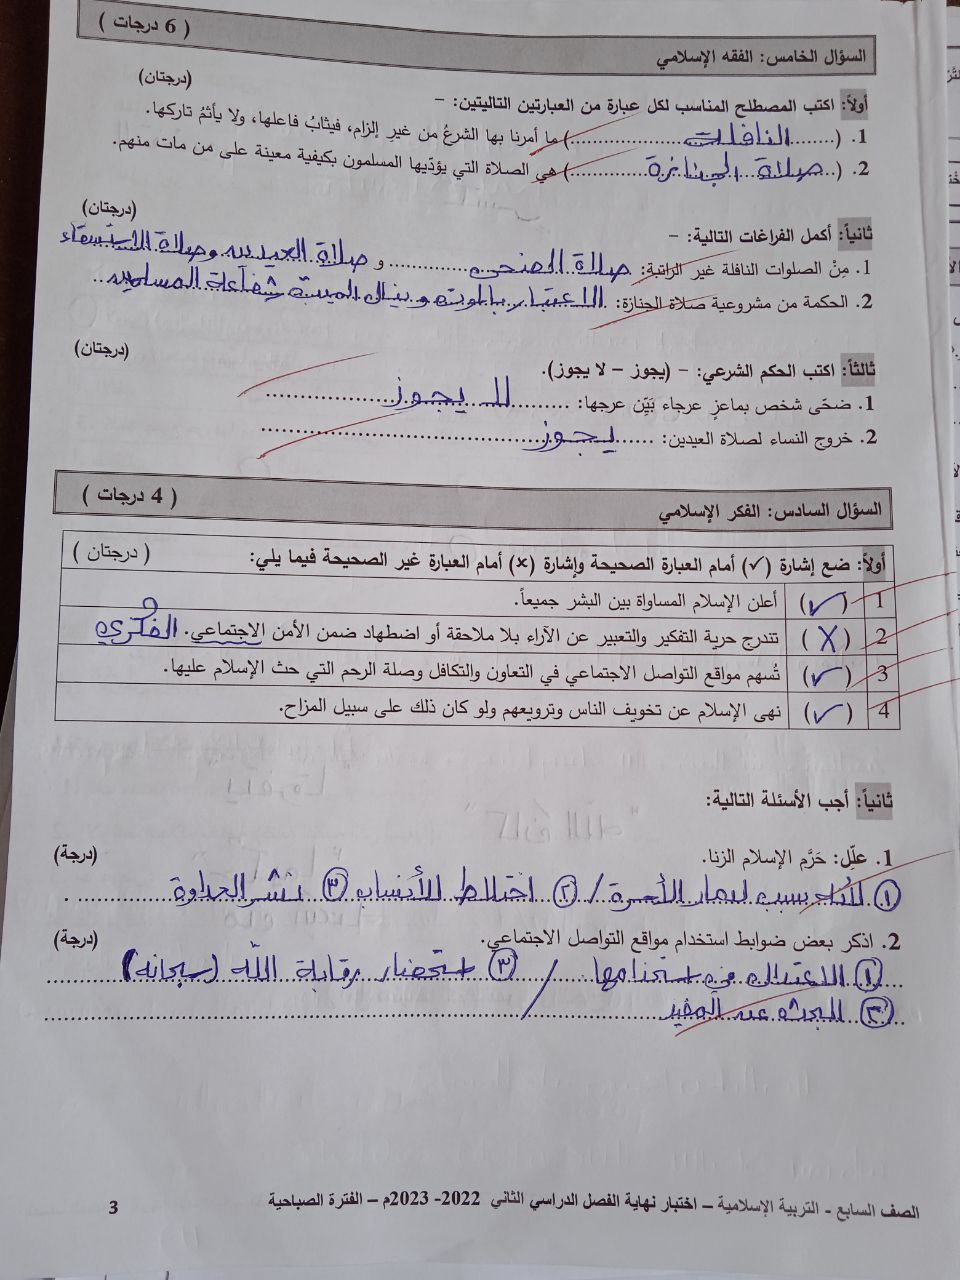 السؤال الخامس: الفقه الإسلامي ( 6 درجات )
أولاً: اكتب المصطلح المناسب لكل عبارة من العبارتين التاليتين: – (درجتان)
1. (........النافلة........) ما أمرنا بها الشرعُ من غيرِ إلزام، فيثابُ فاعلها، ولا يأثمُ تاركها.
2. (..صلاة الجنازة........) هي الصلاة التي يؤدّيها المسلمون بكيفية معينة على من مات منهم.
ثانياً: أكمل الفراغات التالية: – (درجتان)
1. مِنْ الصلوات النافلة غير الراتبة: صلاة الضحى............ و صلاة العيدين وصلاة الاستسقاء
2. الحكمة من مشروعية صلاة الجنازة: الاعتبار بالموت وينال الميت شفاعة المسلمين..
ثالثاً: اكتب الحكم الشرعي: – (يجوز – لا يجوز). (درجتان)
1. ضحّى شخص بماعزٍ عرجاء بَيِّن عرجها: ........لا يجوز................
2. خروج النساء لصلاة العيدين: ......يجوز................................
السؤال السادس: الفكر الإسلامي ( 4 درجات )
أولاً: ضع إشارة (✓) أمام العبارة الصحيحة وإشارة (×) أمام العبارة غير الصحيحة فيما يلي: ( درجتان )
1 (✓) أعلن الإسلام المساواة بين البشر جميعاً.
2 (X) تندرج حرية التفكير والتعبير عن الآراء بلا ملاحقة أو اضطهاد ضمن الأمن الاجتماعي. الفكري
3 (✓) تُسهم مواقع التواصل الاجتماعي في التعاون والتكافل وصلة الرحم التي حث الإسلام عليها.
4 (✓) نهى الإسلام عن تخويف الناس وترويعهم ولو كان ذلك على سبيل المزاح.
ثانياً: أجب الأسئلة التالية:
1. علِّل: حَرَّم الإسلام الزنا. (درجة)
① لأنه يسبب دمار الأسرة / ② اختلاط الأنساب ③ نشر العداوة
2. اذكر بعض ضوابط استخدام مواقع التواصل الاجتماعي. (درجة)
① الاعتدال في استخدامها / ③ استحضار رقابة الله (سبحانه)
② البحث عن المفيد /
الصف السابع - التربية الإسلامية – اختبار نهاية الفصل الدراسي الثاني 2022- 2023م – الفترة الصباحية 3